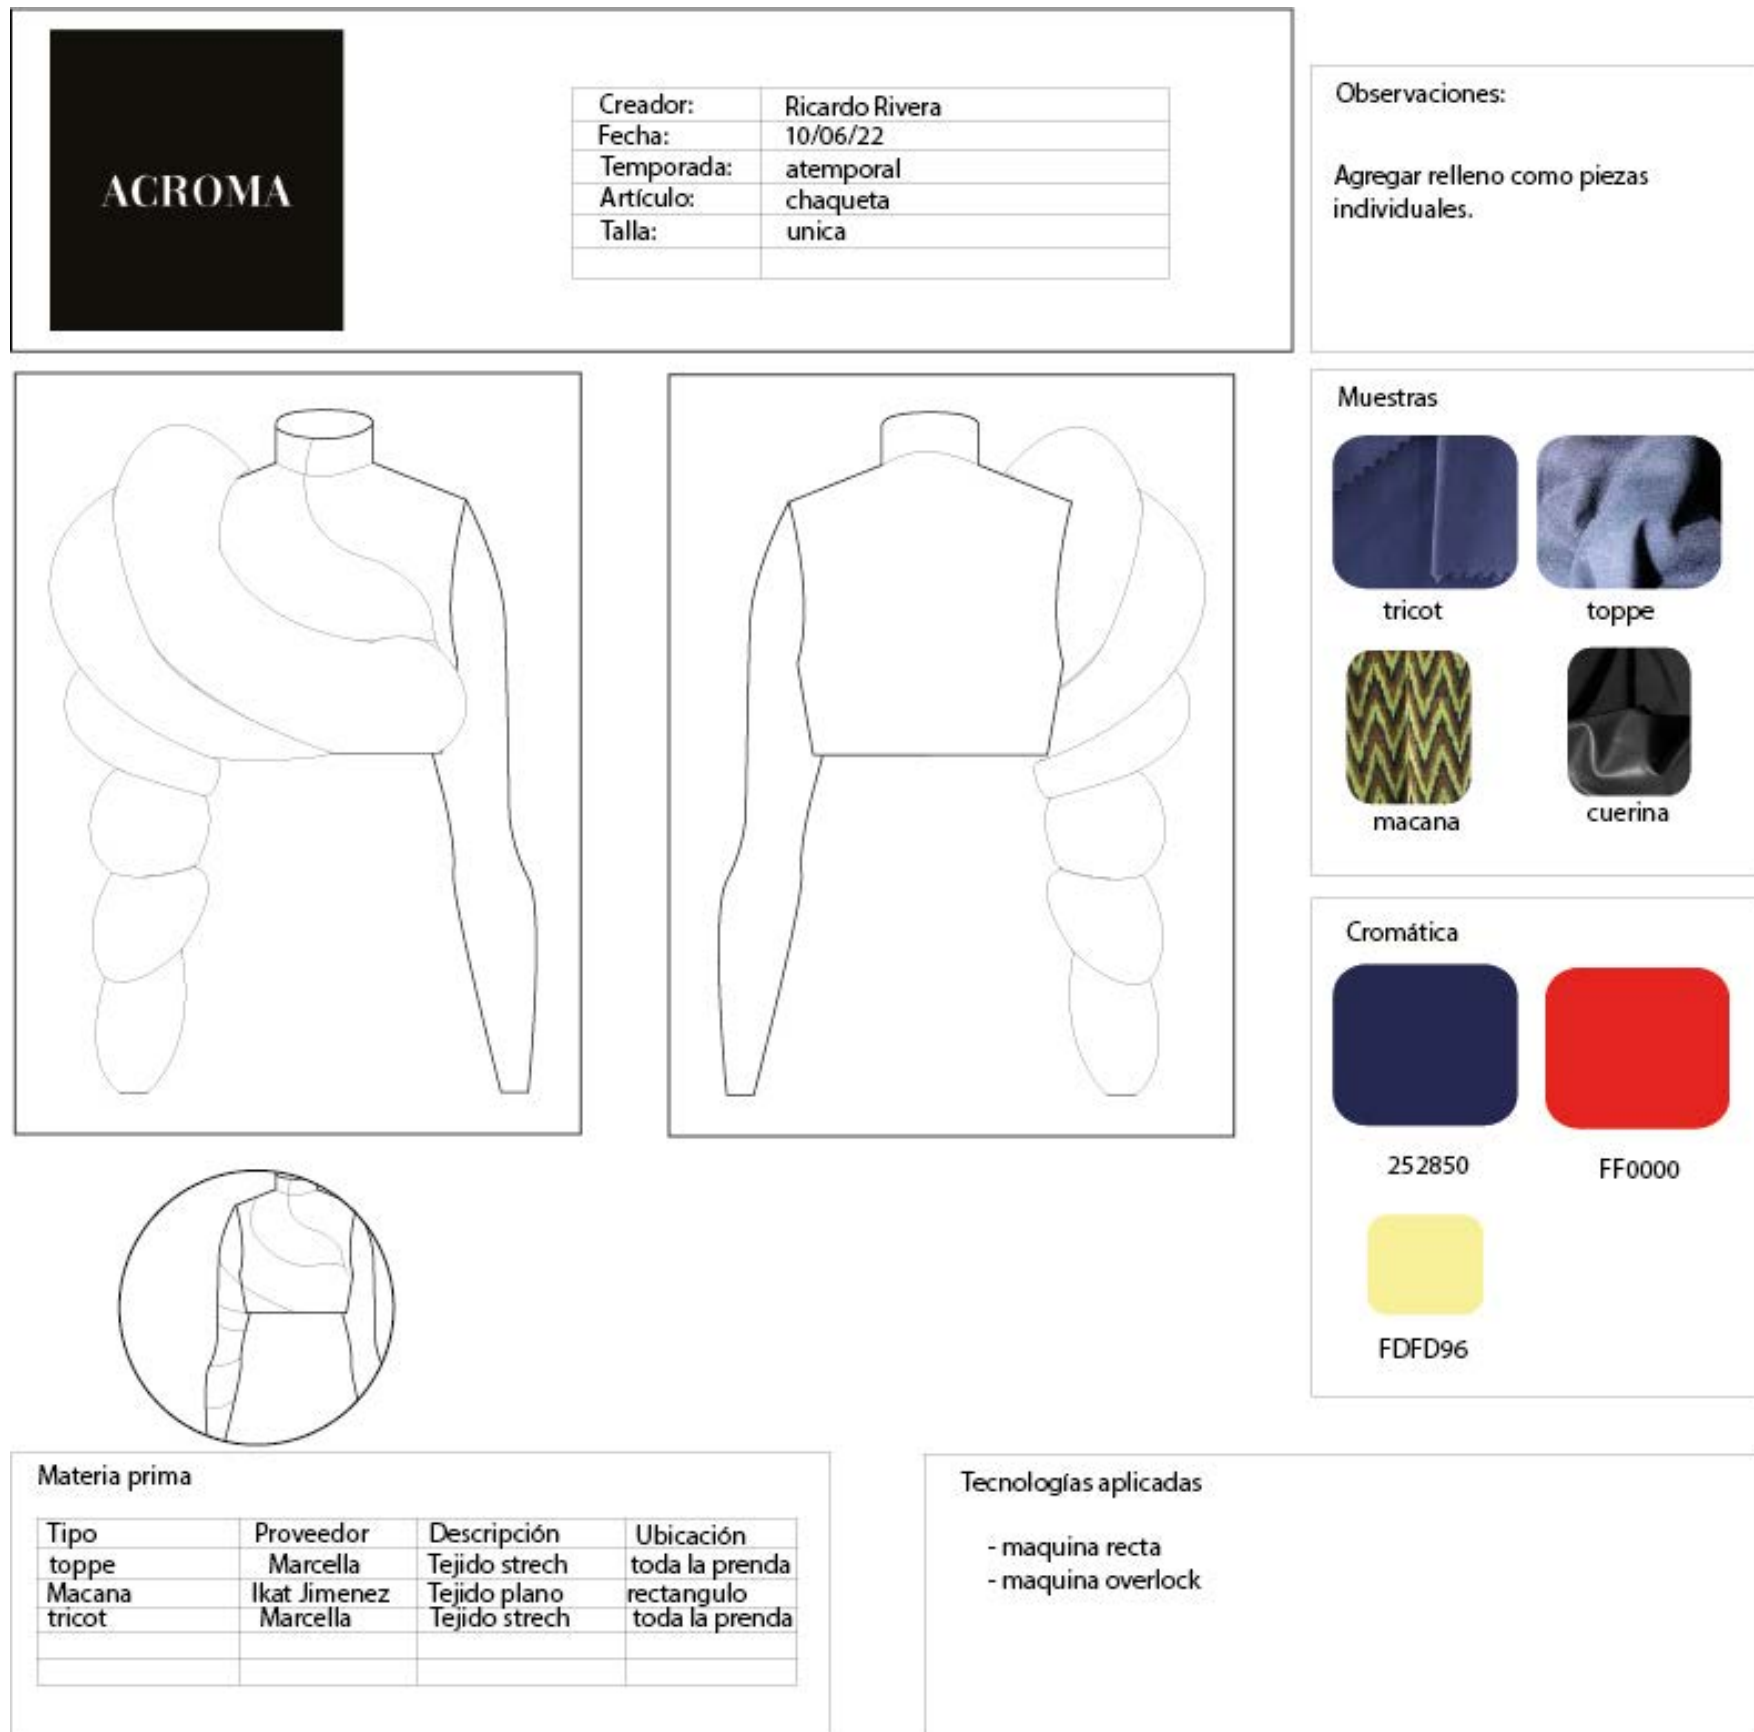 ACROMA
Creador: Ricardo Rivera
Fecha: 10/06/22
Temporada: atemporal
Artículo: chaqueta
Talla: unica
Observaciones:
Agregar relleno como piezas
individuales.
Muestras
tricot toppe
macana cuerina
Cromática
252850 FF0000
FDFD96
Materia prima
Tipo Proveedor Descripción Ubicación
toppe Marcella Tejido strech toda la prenda
Macana Ikat Jimenez Tejido plano rectangulo
tricot Marcella Tejido strech toda la prenda
Tecnologías aplicadas
- maquina recta
- maquina overlock